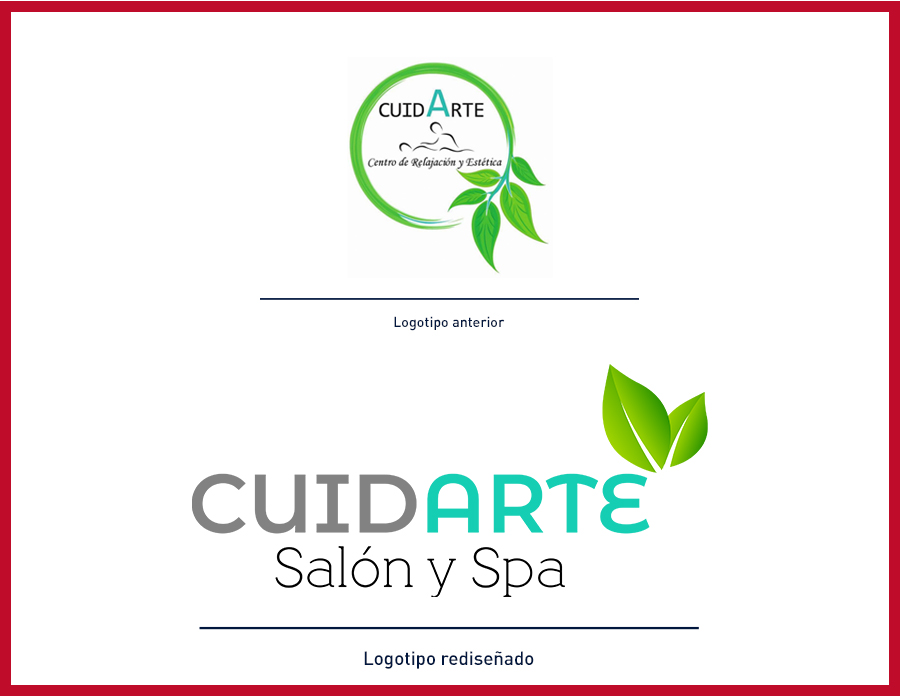 CUIDARTE
Centro de Relajación y Estética
Logotipo anterior
CUIDARTE
Salón y Spa
Logotipo rediseñado